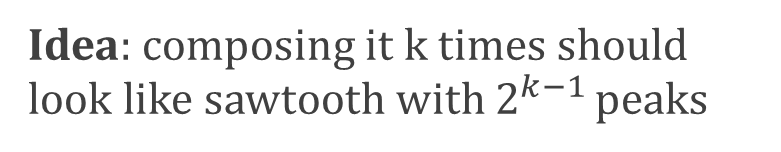 Idea: composing it k times should
look like sawtooth with 2^{k-1} peaks